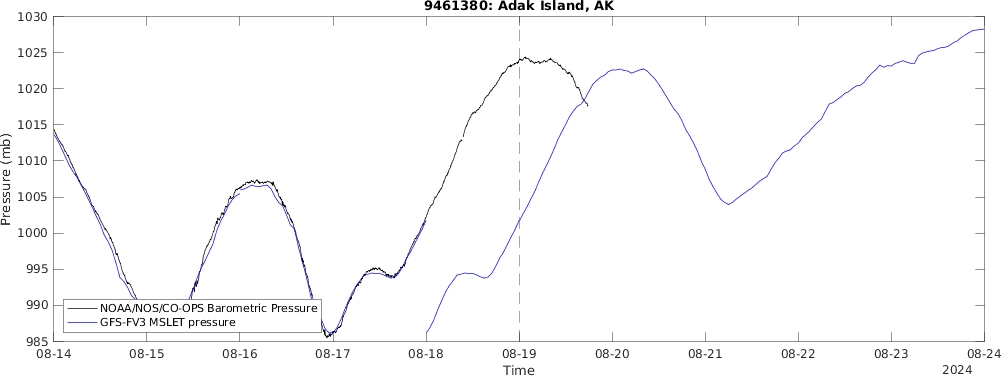 9461380: Adak Island, AK
1030
1025
1020
1015
1010
1005
1000
995
990
985
Pressure (mb)
NOAA/NOS/CO-OPS Barometric Pressure
GFS-FV3 MSLET pressure
08-14 08-15 08-16 08-17 08-18 08-19 08-20 08-21 08-22 08-23 08-24
Time
2024